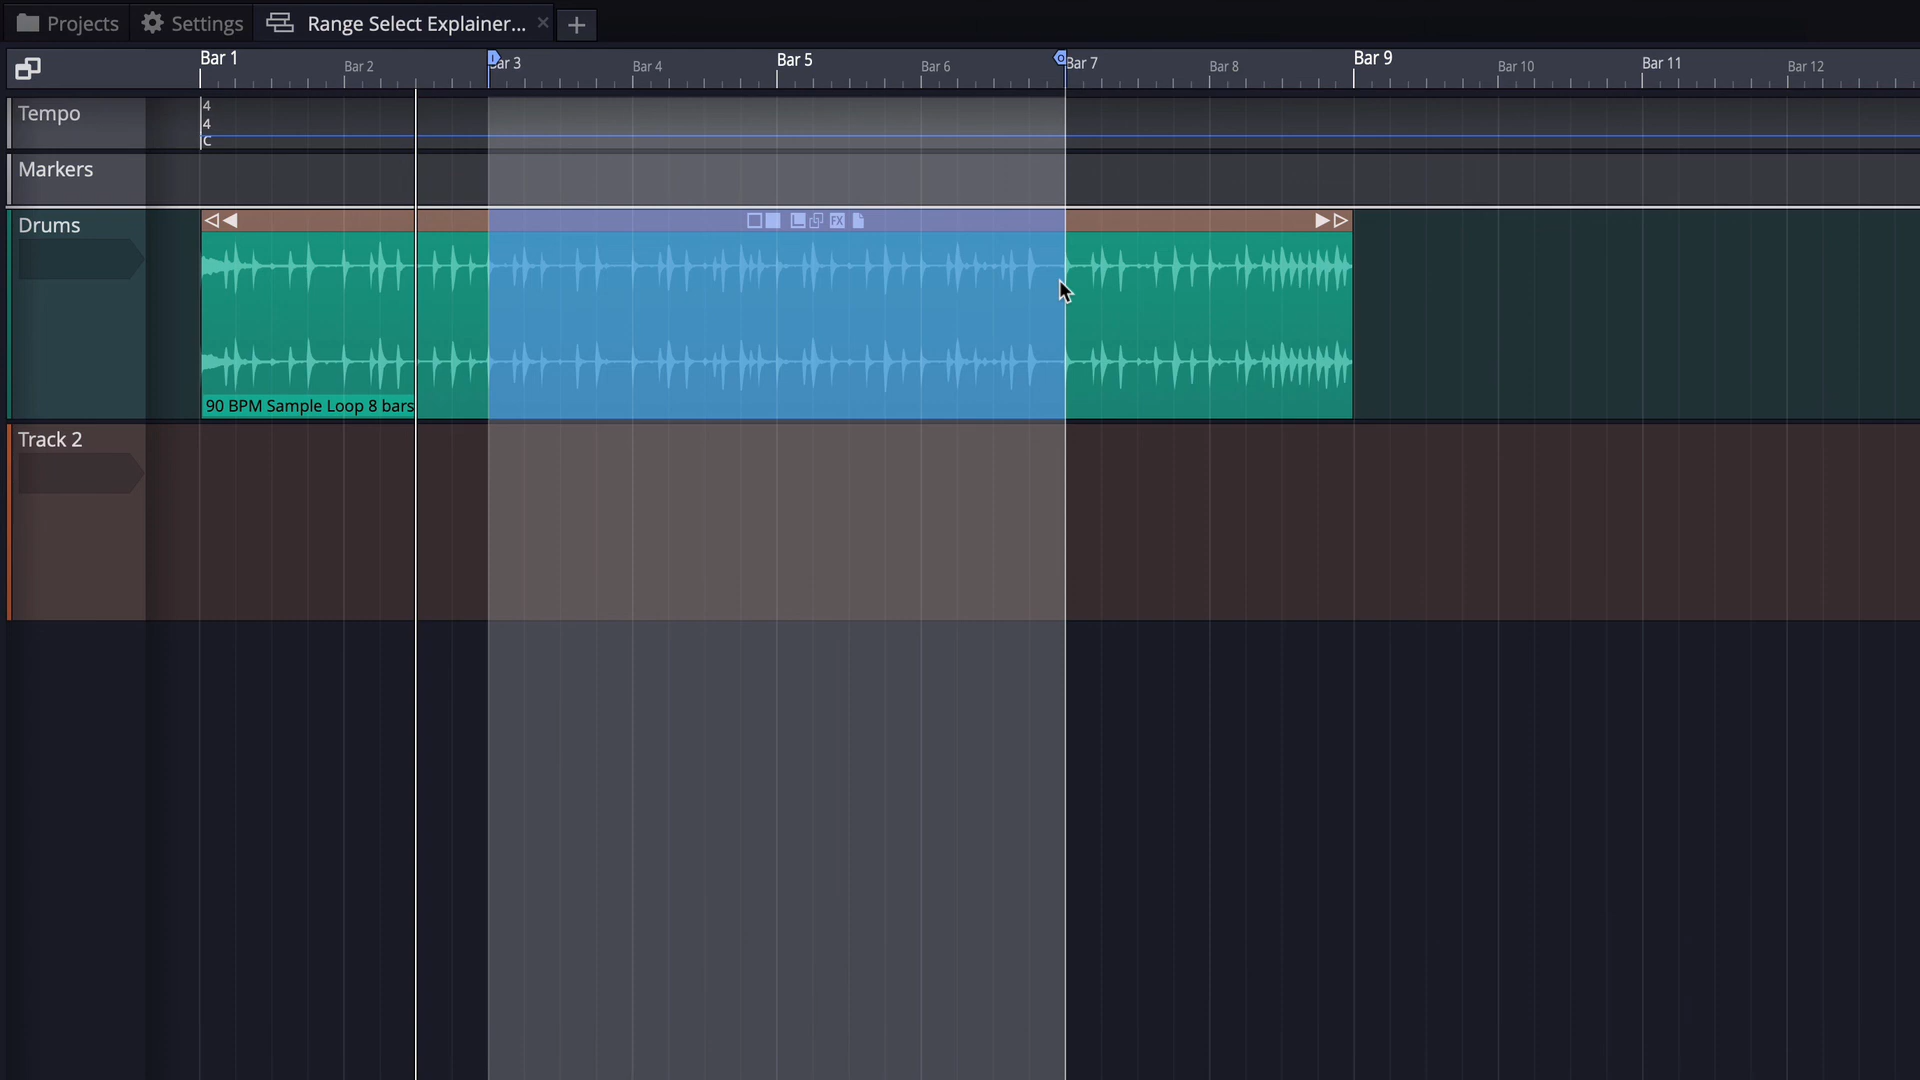 Projects
Settings
Range Select Explainer...
Bar 1
Bar 2
Bar 3
Bar 4
Bar 5
Bar 6
Bar 7
Bar 8
Bar 9
Bar 10
Bar 11
Bar 12
Tempo
4
4
C
Markers
Drums
FX
90 BPM Sample Loop 8 bars
Track 2